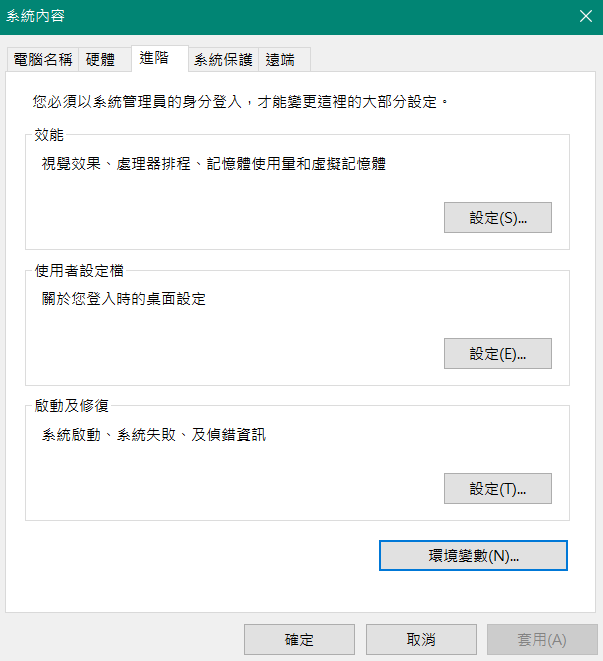 系統內容
電腦名稱 硬體 進階 系統保護 遠端
您必須以系統管理員的身分登入，才能變更這裡的大部分設定。
效能
視覺效果、處理器排程、記憶體使用量和虛擬記憶體
設定(S)...
使用者設定檔
關於您登入時的桌面設定
設定(E)...
啟動及修復
系統啟動、系統失敗、及偵錯資訊
設定(T)...
環境變數(N)...
確定 取消 套用(A)